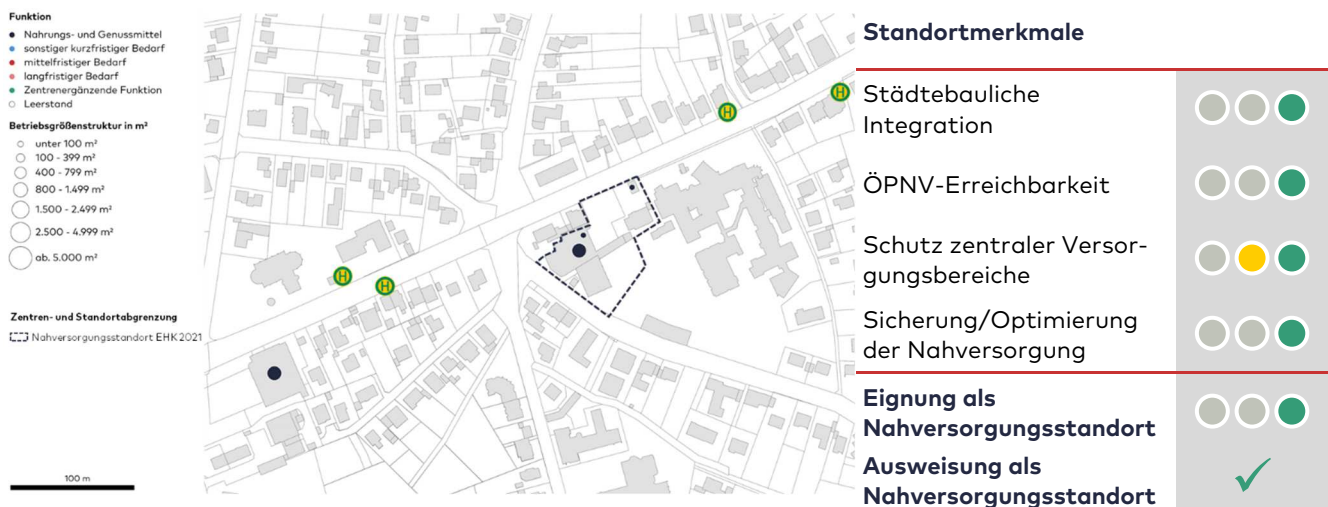 Funktion
Nahrungs- und Genussmittel
sonstiger kurzfristiger Bedarf
mittelfristiger Bedarf
langfristiger Bedarf
Zentrenergänzende Funktion
Leerstand
Betriebsgrößenstruktur in m²
unter 100 m²
100 - 399 m²
400 - 799 m²
800 - 1.499 m²
1.500 - 2.499 m²
2.500 - 4.999 m²
ab. 5.000 m²
Zentren- und Standortabgrenzung
Nahversorgungsstandort EHK 2021
100 m
H
H
H
H
Standortmerkmale
Städtebauliche
Integration
ÖPNV-Erreichbarkeit
Schutz zentraler Versor-
gungsbereiche
Sicherung/Optimierung
der Nahversorgung
Eignung als
Nahversorgungsstandort
Ausweisung als
Nahversorgungsstandort